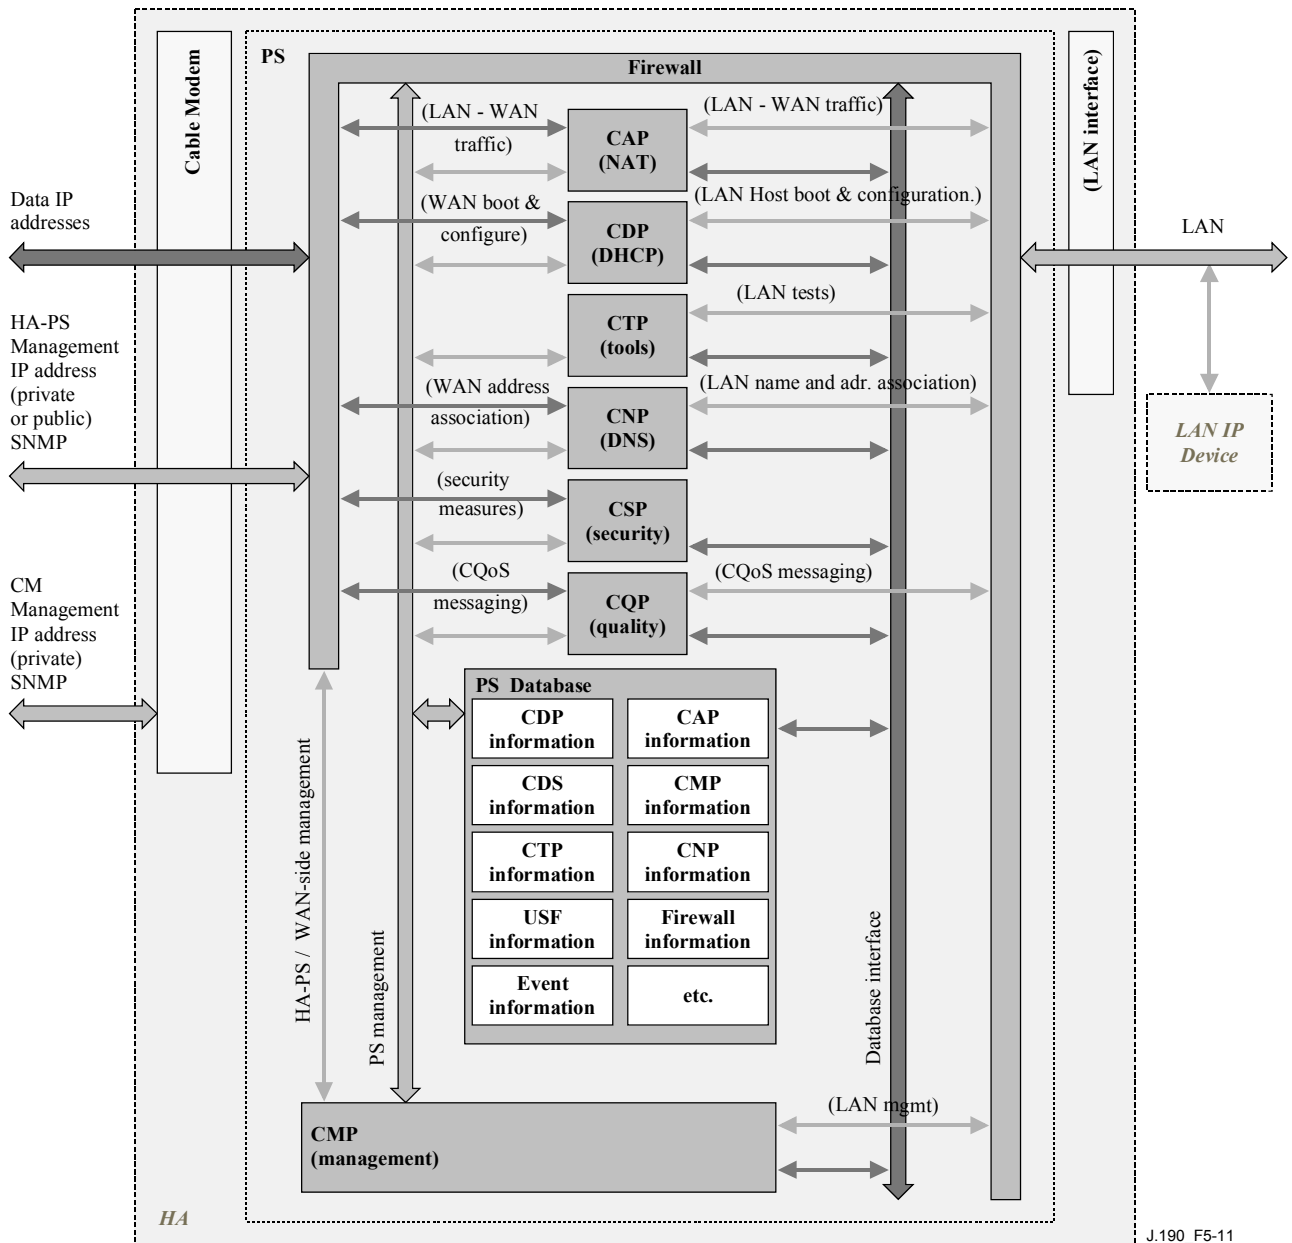 PS
Firewall
Cable Modem
(LAN interface)
(LAN - WAN
traffic)
CAP
(NAT)
(LAN - WAN traffic)
Data IP
addresses
(WAN boot &
configure)
CDP
(DHCP)
(LAN Host boot & configuration.)
LAN
HA-PS
Management
IP address
(private
or public)
SNMP
CTP
(tools)
(LAN tests)
(WAN address
association)
CNP
(DNS)
(LAN name and adr. association)
LAN IP
Device
(security
measures)
CSP
(security)
CM
Management
IP address
(private)
SNMP
(CQoS
messaging)
CQP
(quality)
(CQoS messaging)
PS Database
CDP
information
CAP
information
CDS
information
CMP
information
CTP
information
CNP
information
USF
information
Firewall
information
Event
information
etc.
HA-PS / WAN-side management
PS management
Database interface
(LAN mgmt)
CMP
(management)
HA
J.190_F5-11